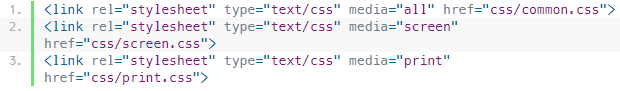 1. <link rel="stylesheet" type="text/css" media="all" href="css/common.css">
2. <link rel="stylesheet" type="text/css" media="screen"
href="css/screen.css">
3. <link rel="stylesheet" type="text/css" media="print"
href="css/print.css">